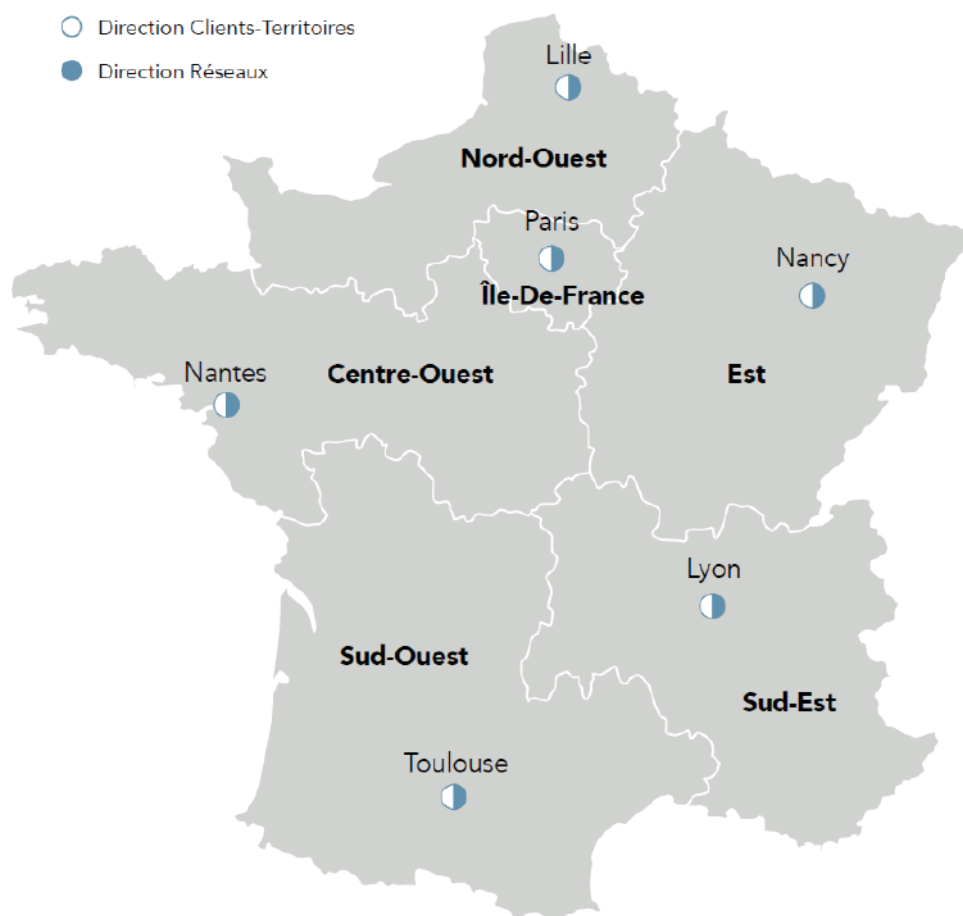 Direction Clients-Territoires
Direction Réseaux
Lille
Nord-Ouest
Paris
Île-De-France
Nancy
Nantes
Centre-Ouest
Est
Lyon
Sud-Ouest
Sud-Est
Toulouse